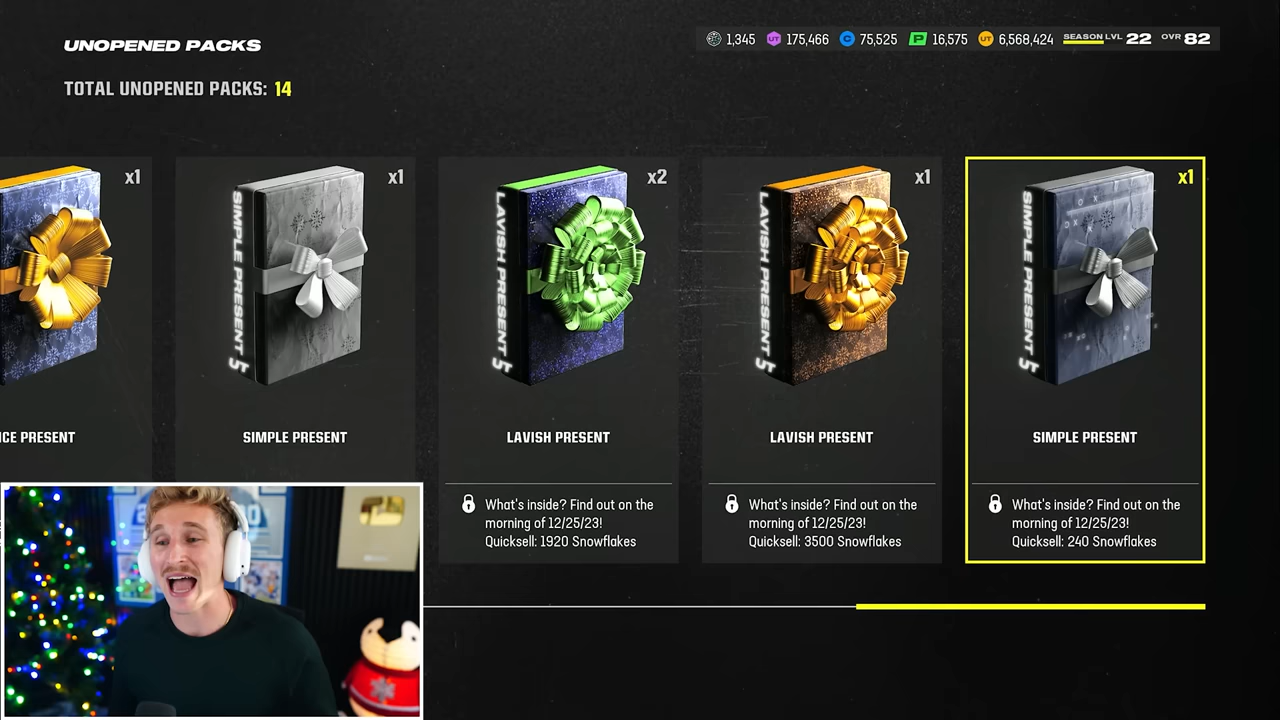 UNOPENED PACKS
1,345 UT 175,466 C 75,525 P 16,575 UT 6,568,424 SEASON LVL 22 OVR 82
TOTAL UNOPENED PACKS: 14
x1
x1
x2
x1
x1
SIMPLE PRESENT
LAVISH PRESENT
LAVISH PRESENT
SIMPLE PRESENT
ICE PRESENT
SIMPLE PRESENT
LAVISH PRESENT
LAVISH PRESENT
SIMPLE PRESENT
What's inside? Find out on the
morning of 12/25/23!
Quicksell: 1920 Snowflakes
What's inside? Find out on the
morning of 12/25/23!
Quicksell: 3500 Snowflakes
What's inside? Find out on the
morning of 12/25/23!
Quicksell: 240 Snowflakes